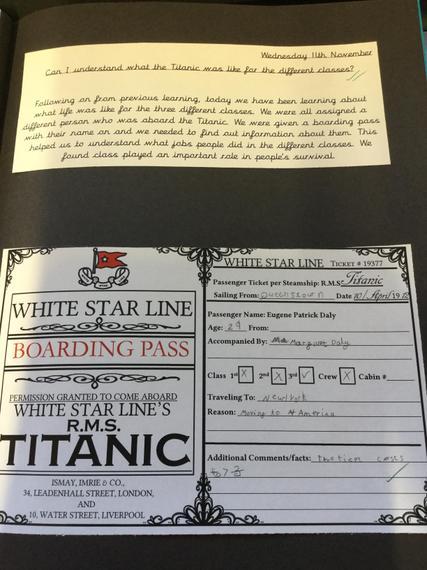 Wednesday 11th November
Can I understand what the Titanic was like for the different classes?
Following on from previous learning, today we have been learning about
what life was like for the three different classes. We were all assigned a
different person who was aboard the Titanic. We were given a boarding pass
with their name on and we needed to find out information about them. This
helped us to understand what jobs people did in the different classes. We
found class played an important role in people's survival.
WHITE STAR LINE
BOARDING PASS
PERMISSION GRANTED TO COME ABOARD
WHITE STAR LINE'S
R.M.S.
TITANIC
ISMAY, IMRIE & CO.,
34, LEADENHALL STREET, LONDON,
AND
10, WATER STREET, LIVERPOOL
WHITE STAR LINE TICKET # 19377
Passenger Ticket per Steamship: R.M.S. Titanic
Sailing From: Queenstown Date 10/April/1912
Passenger Name: Eugene Patrick Daly
Age: 29 From:
Accompanied By: Margaret Daly
Class 1st X 2nd X 3rd ✓ Crew X Cabin #
Traveling To: Newyork
Reason: Moving to America
Additional Comments/facts: the ticket costs
£7